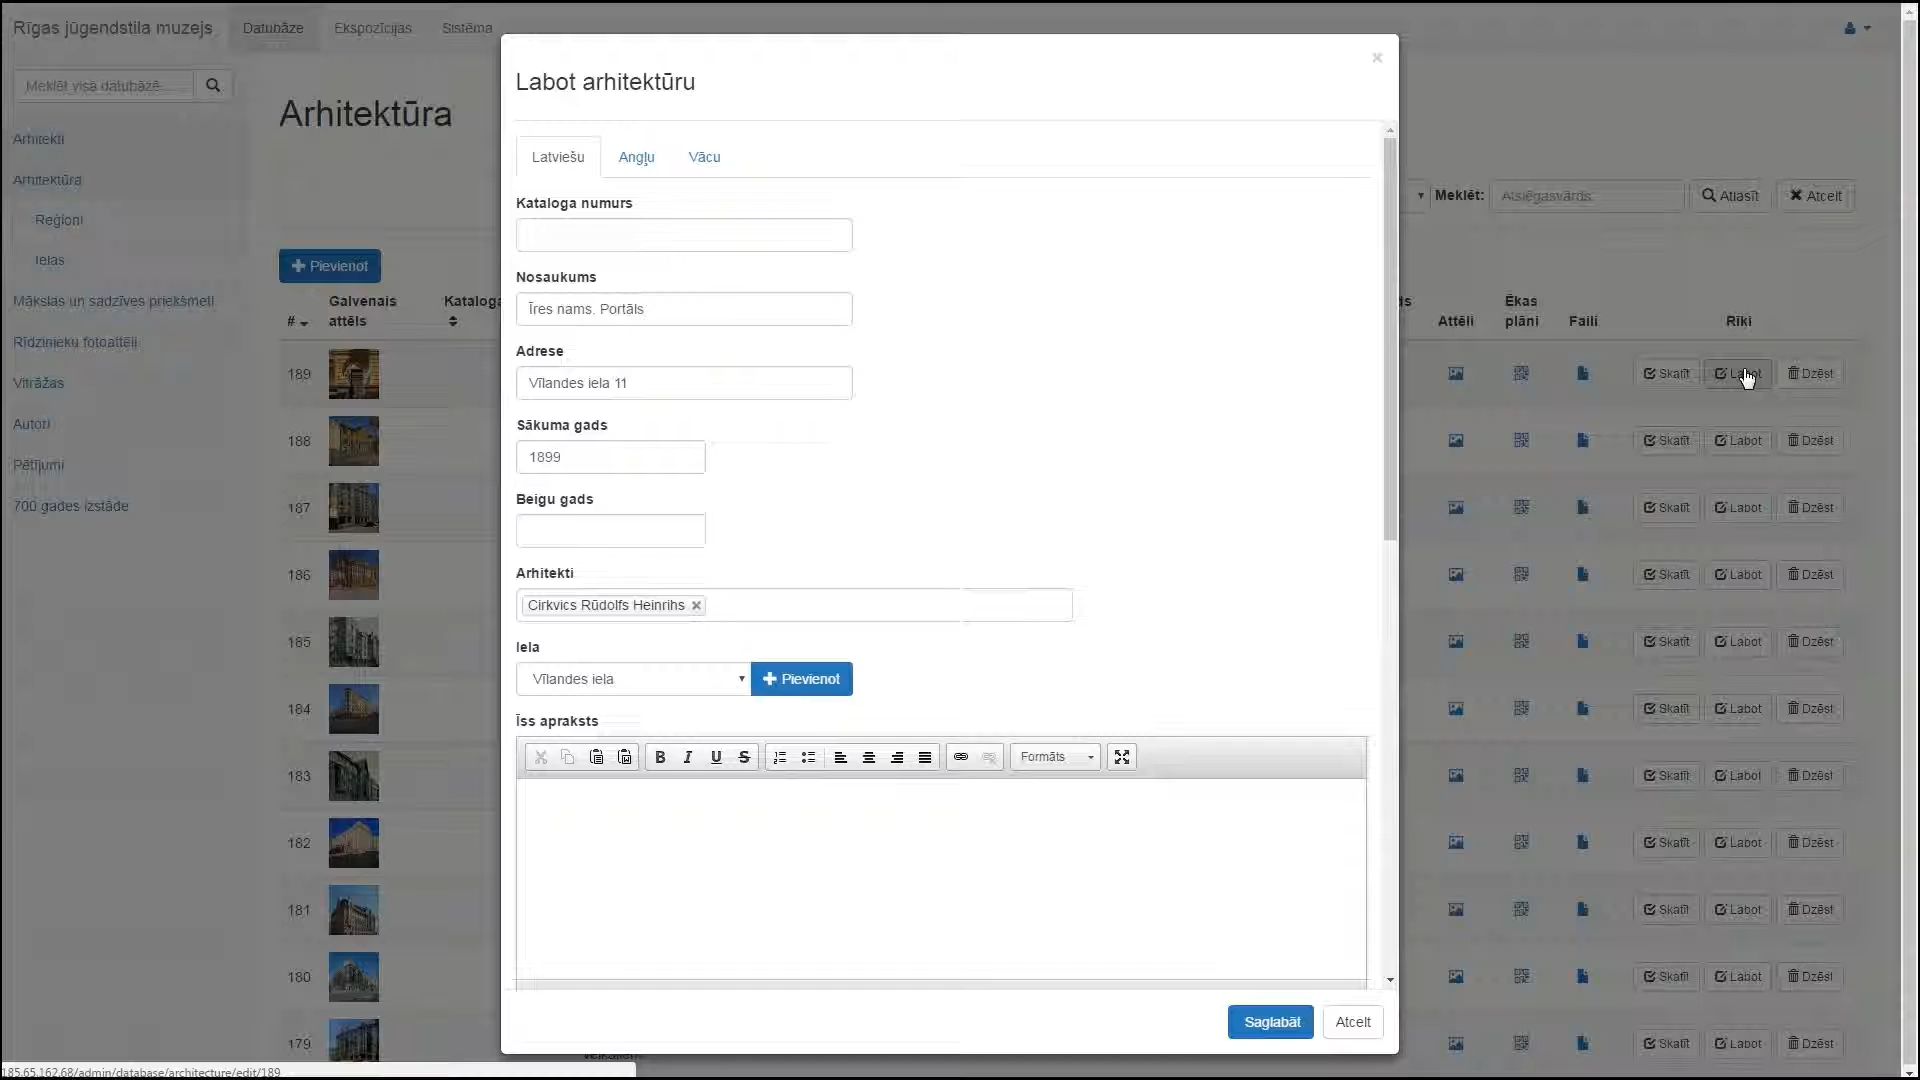 Rīgas jūgendstila muzejs Datubāze Ekspozīcijas Sistēma
Meklēt visā datubāzē...
Arhitekti
Arhitektūra
Reģioni
Ielas
Mākslas un sadzīves priekšmeti
Rīdzinieku fotoattēli
Vitrāžas
Autori
Pētījumi
700 gades izstāde
Arhitektūra
Meklēt: Atslēgasvārds Atlasīt Atcelt
Pievienot
# Galvenais attēls Kataloga Attēli Ēkas plāni Faili Rīki
189 Skatīt Labot Dzēst
188 Skatīt Labot Dzēst
187 Skatīt Labot Dzēst
186 Skatīt Labot Dzēst
185 Skatīt Labot Dzēst
184 Skatīt Labot Dzēst
183 Skatīt Labot Dzēst
182 Skatīt Labot Dzēst
181 Skatīt Labot Dzēst
180 Skatīt Labot Dzēst
179 Skatīt Labot Dzēst
Labot arhitektūru
×
Latviešu Angļu Vācu
Kataloga numurs
Nosaukums
Īres nams. Portāls
Adrese
Vīlandes iela 11
Sākuma gads
1899
Beigu gads
Arhitekti
Cirkvics Rūdolfs Heinrihs
Iela
Vīlandes iela Pievienot
Īss apraksts
B I U S Formāts
Saglabāt Atcelt
185.65.162.68/admin/database/architecture/edit/189